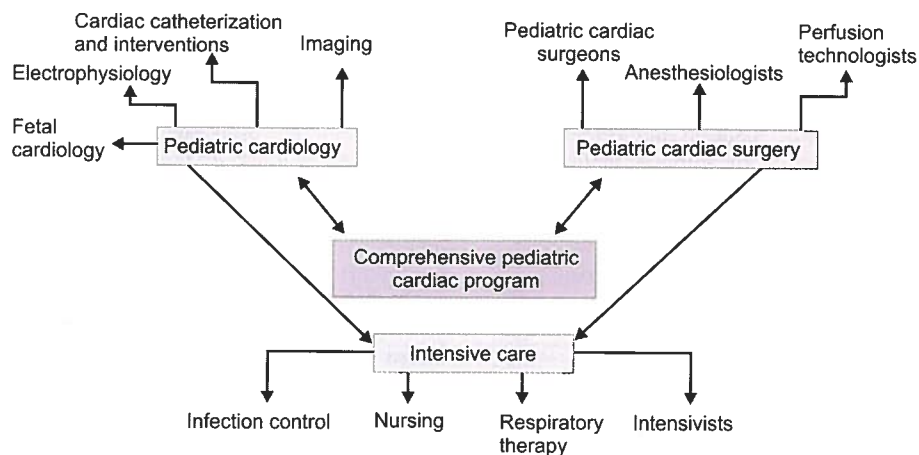 Cardiac catheterization
and interventions
Imaging
Electrophysiology
Fetal
cardiology
Pediatric cardiology
Pediatric cardiac
surgeons
Anesthesiologists
Perfusion
technologists
Pediatric cardiac surgery
Comprehensive pediatric
cardiac program
Intensive care
Infection control
Nursing
Respiratory
therapy
Intensivists